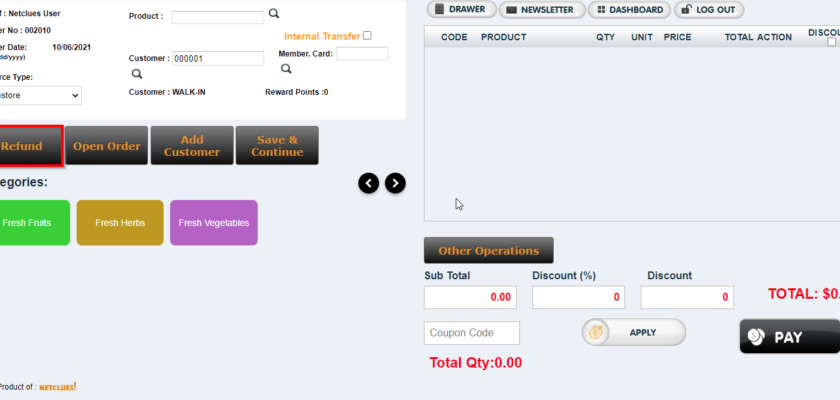 f : Netclues User
er No : 002010
er Date: 10/06/2021
dd/yyyy)
rce Type:
store
Product :
Internal Transfer
Customer : 000001
Member. Card:
Customer : WALK-IN
Reward Points :0
Refund
Open Order
Add Customer
Save & Continue
egories:
Fresh Fruits
Fresh Herbs
Fresh Vegetables
Product of : NETCLUES!
DRAWER
NEWSLETTER
DASHBOARD
LOG OUT
CODE PRODUCT QTY UNIT PRICE TOTAL ACTION DISCOU
Other Operations
Sub Total Discount (%) Discount
0.00 0 0
TOTAL: $0.
Coupon Code
APPLY
PAY
Total Qty:0.00